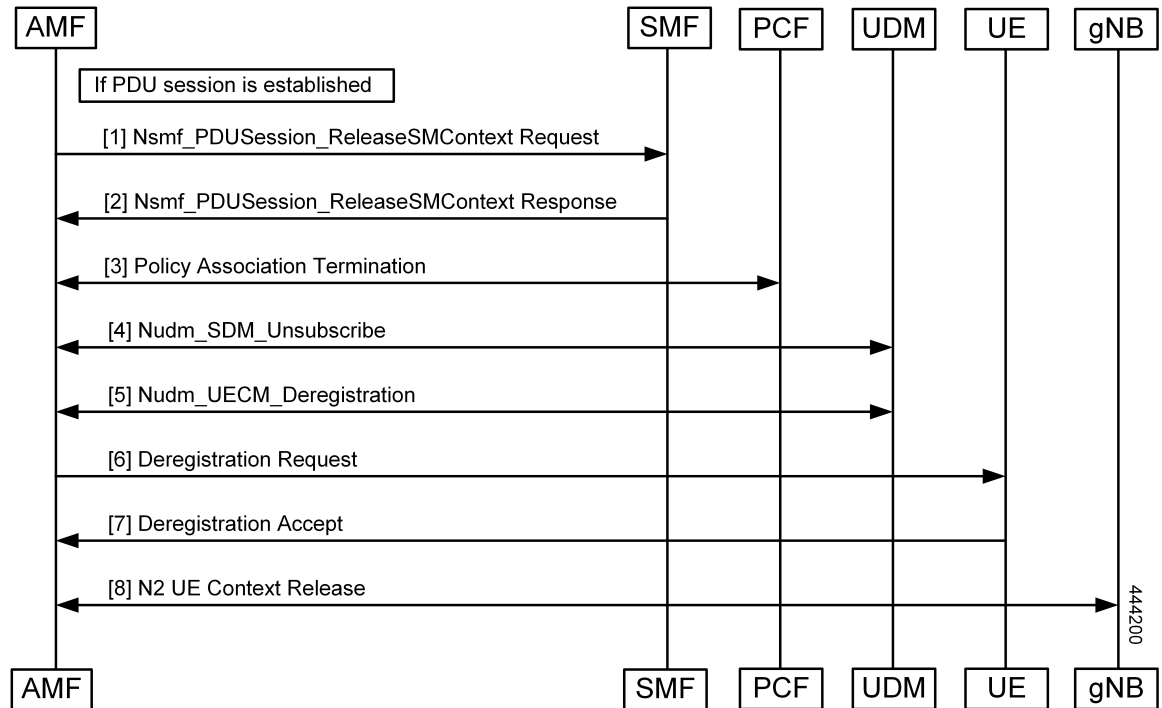 AMF
SMF
PCF
UDM
UE
gNB
If PDU session is established
[1] Nsmf_PDUSession_ReleaseSMContext Request
[2] Nsmf_PDUSession_ReleaseSMContext Response
[3] Policy Association Termination
[4] Nudm_SDM_Unsubscribe
[5] Nudm_UECM_Deregistration
[6] Deregistration Request
[7] Deregistration Accept
[8] N2 UE Context Release
444200
AMF
SMF
PCF
UDM
UE
gNB